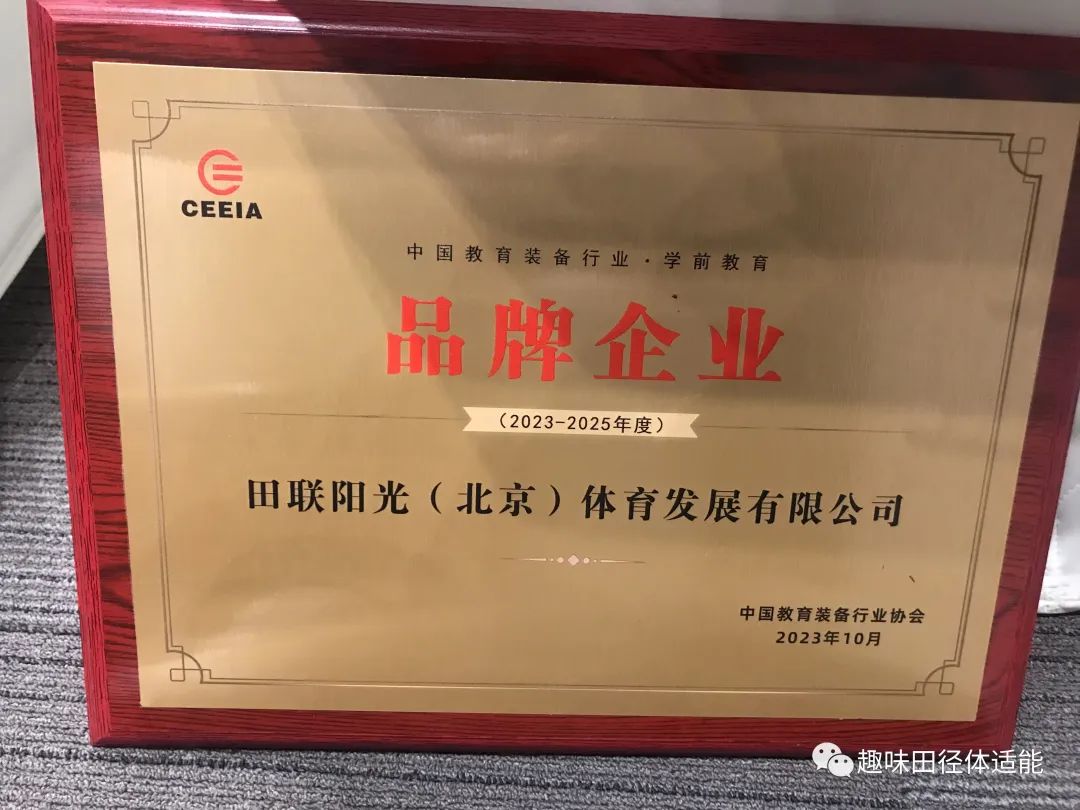 CEEIA
中国教育装备行业·学前教育
品牌企业
（2023-2025年度）
田联阳光（北京）体育发展有限公司
中国教育装备行业协会
2023年10月
趣味田径体适能